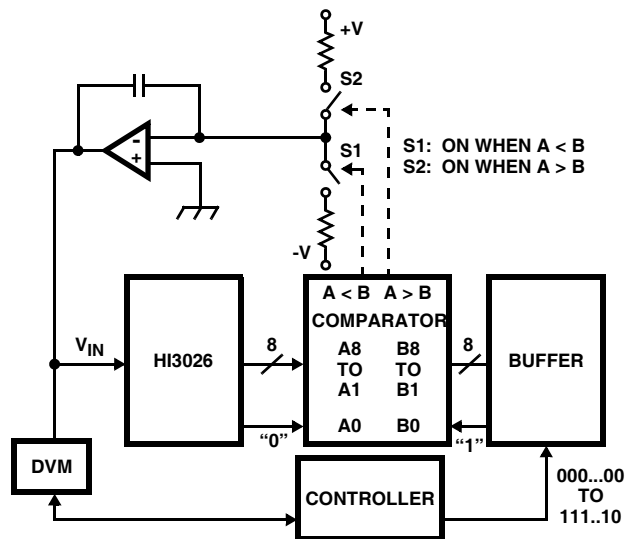 +V
S2
-
+
S1
S1: ON WHEN A < B
S2: ON WHEN A > B
-V
A < B A > B
COMPARATOR
A8 B8
TO TO
A1 B1
A0 B0
VIN
HI3026
8
8
BUFFER
"0"
"1"
DVM
CONTROLLER
000...00
TO
111..10